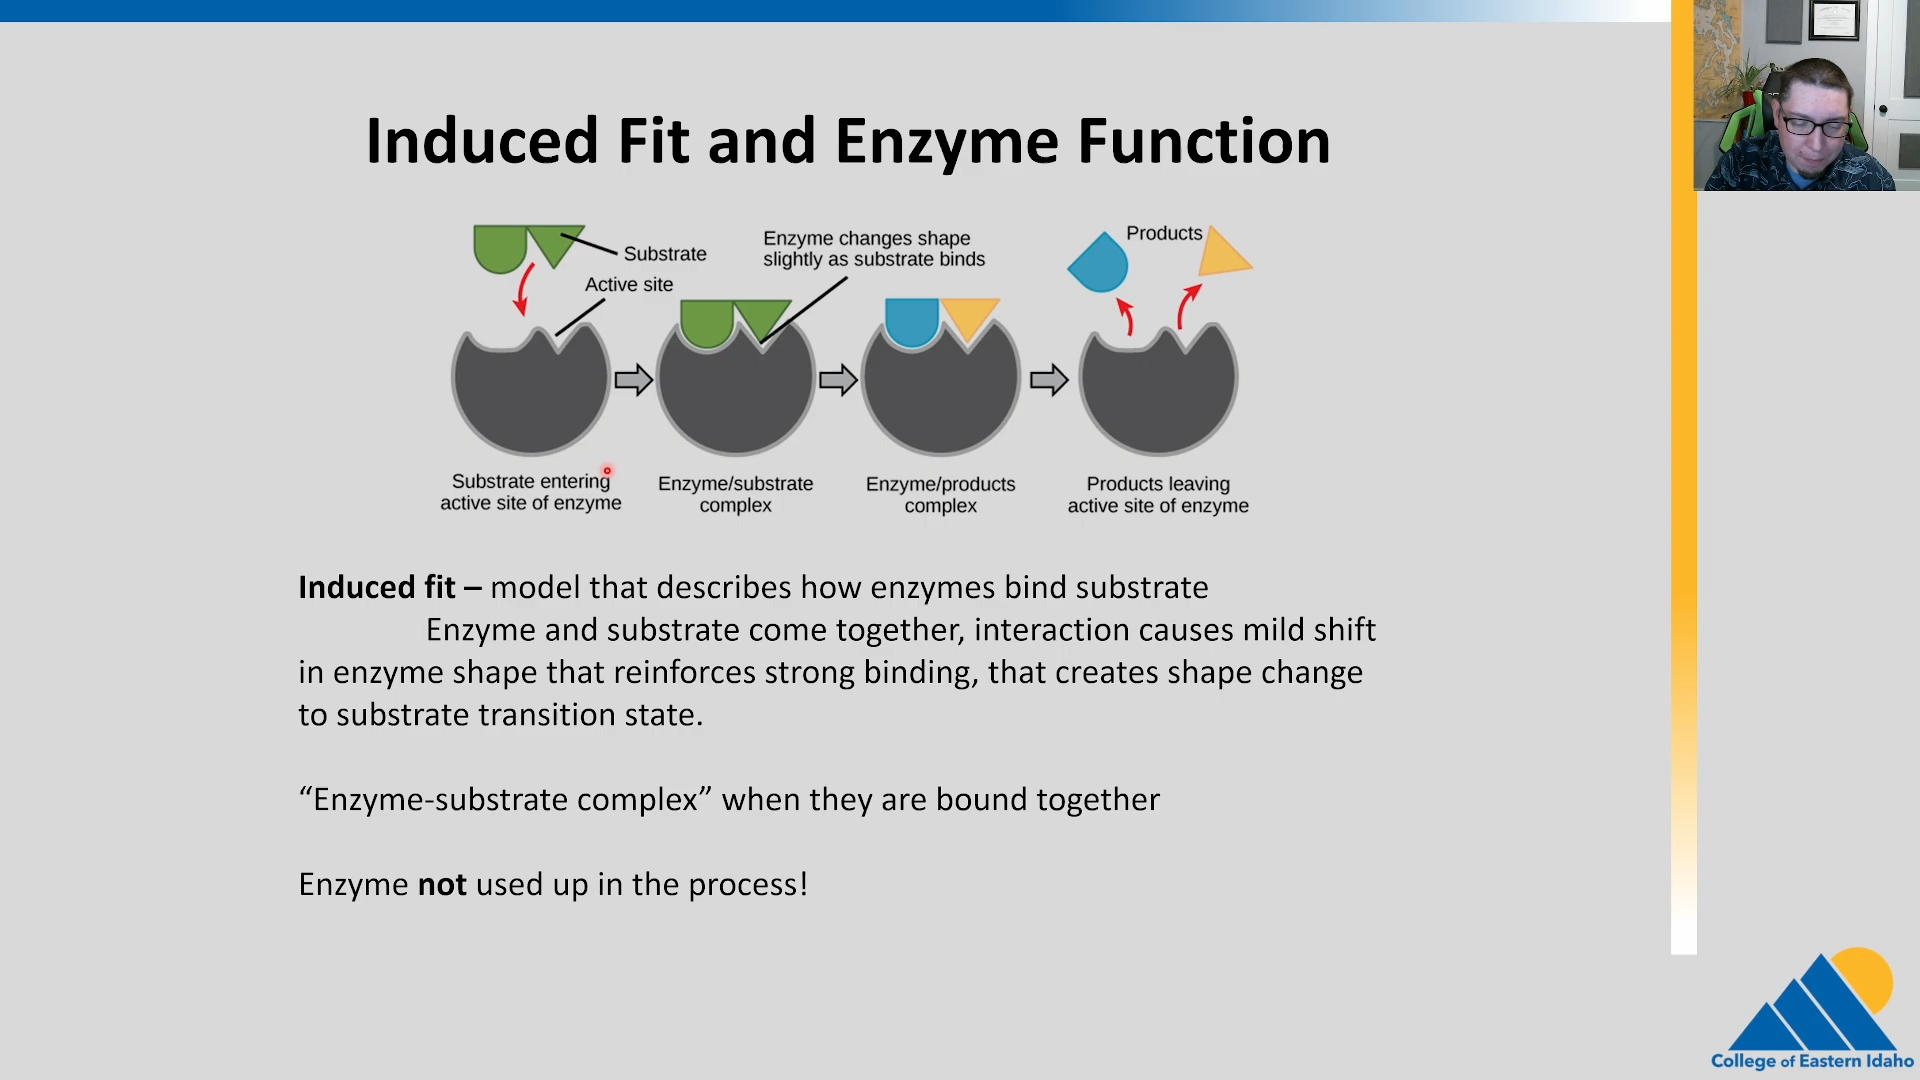 Induced Fit and Enzyme Function
Substrate
Active site
Enzyme changes shape
slightly as substrate binds
Products
Substrate entering
active site of enzyme
Enzyme/substrate
complex
Enzyme/products
complex
Products leaving
active site of enzyme
Induced fit – model that describes how enzymes bind substrate
Enzyme and substrate come together, interaction causes mild shift
in enzyme shape that reinforces strong binding, that creates shape change
to substrate transition state.
“Enzyme-substrate complex” when they are bound together
Enzyme not used up in the process!
College of Eastern Idaho